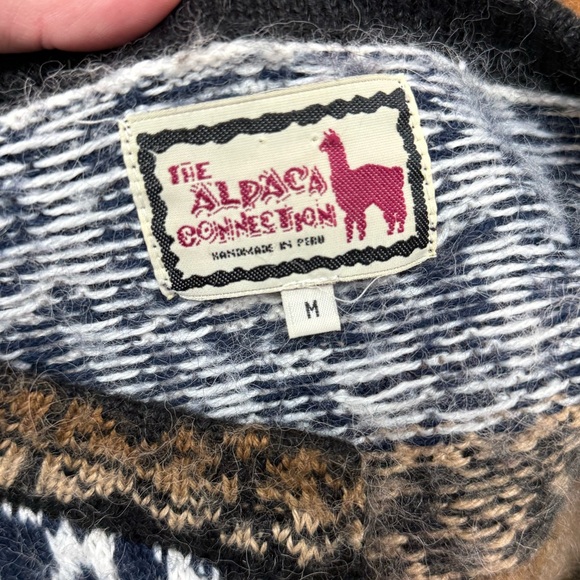 THE
ALPACA
CONNECTION
HANDMADE IN PERU
M